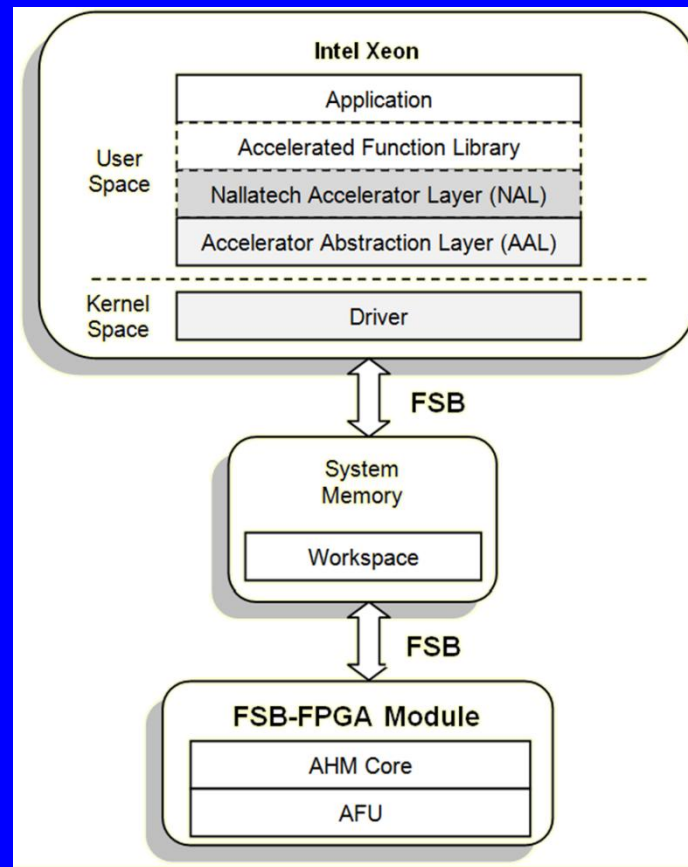 Intel Xeon
Application
User
Space
Accelerated Function Library
Nallatech Accelerator Layer (NAL)
Accelerator Abstraction Layer (AAL)
Kernel
Space
Driver
FSB
System
Memory
Workspace
FSB
FSB-FPGA Module
AHM Core
AFU